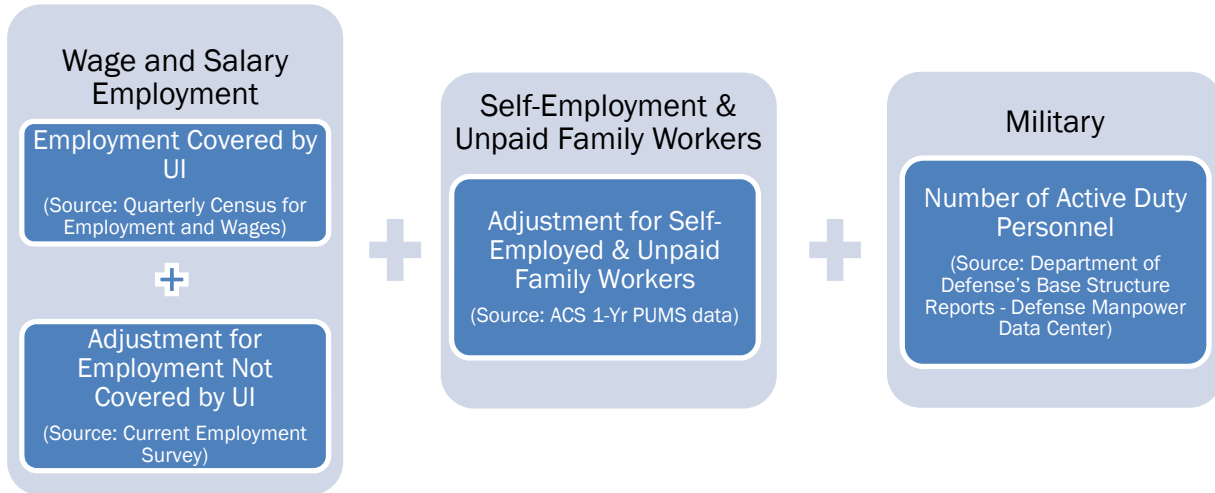 Wage and Salary
Employment
Employment Covered by
UI
(Source: Quarterly Census for
Employment and Wages)
+
Adjustment for
Employment Not
Covered by UI
(Source: Current Employment
Survey)
+
Self-Employment &
Unpaid Family Workers
Adjustment for Self-
Employed & Unpaid
Family Workers
(Source: ACS 1-Yr PUMS data)
+
Military
Number of Active Duty
Personnel
(Source: Department of
Defense's Base Structure
Reports - Defense Manpower
Data Center)